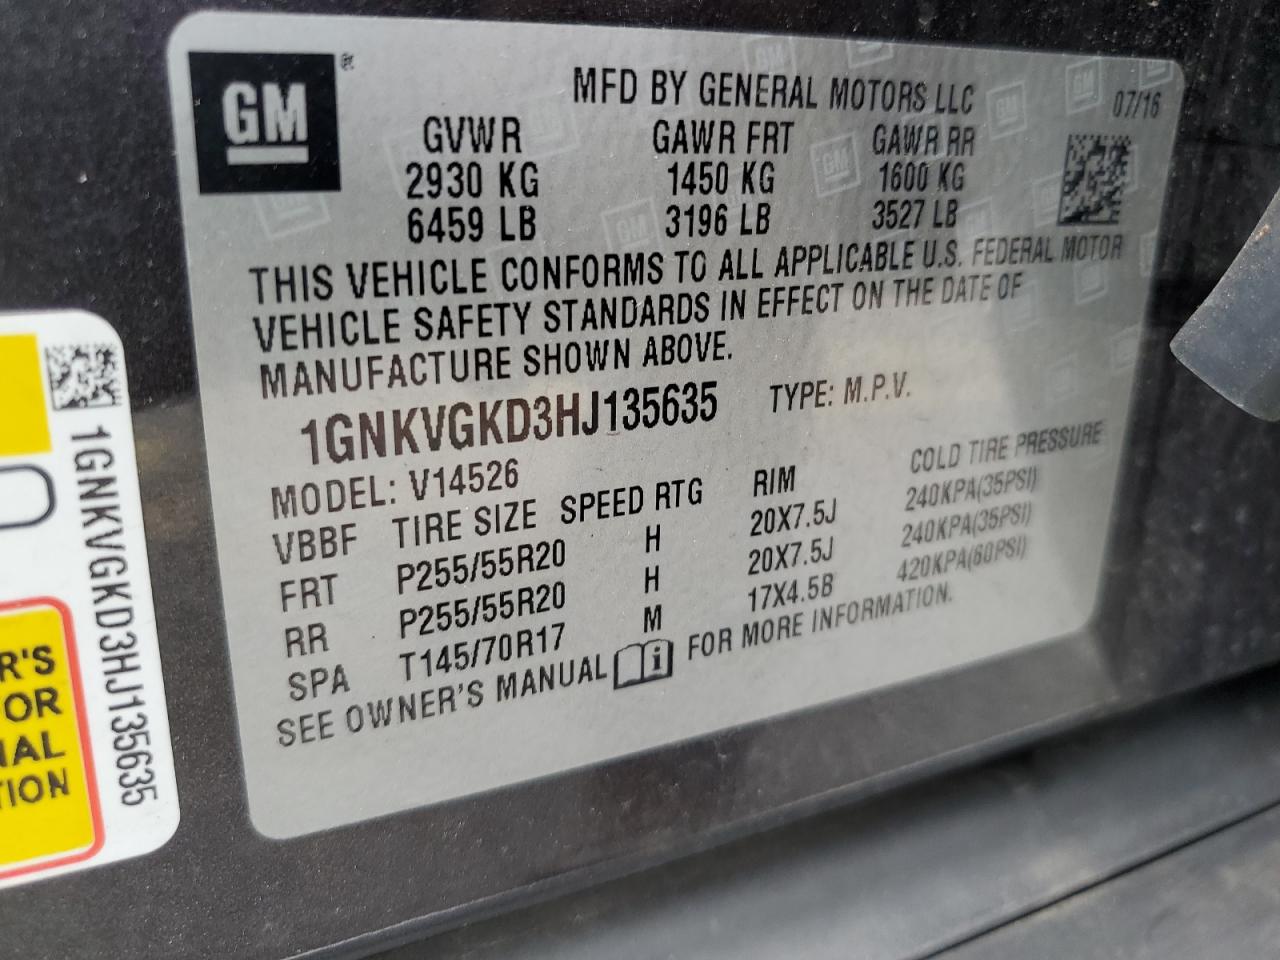 GM
MFD BY GENERAL MOTORS LLC
07/16
GVWR GAWR FRT GAWR RR
2930 KG 1450 KG 1600 KG
6459 LB 3196 LB 3527 LB
THIS VEHICLE CONFORMS TO ALL APPLICABLE U.S. FEDERAL MOTOR
VEHICLE SAFETY STANDARDS IN EFFECT ON THE DATE OF
MANUFACTURE SHOWN ABOVE.
1GNKVGKD3HJ135635 TYPE: M.P.V.
MODEL: V14526
VBBF TIRE SIZE SPEED RTG RIM COLD TIRE PRESSURE
FRT P255/55R20 H 20X7.5J 240KPA(35PSI)
RR P255/55R20 H 20X7.5J 240KPA(35PSI)
SPA T145/70R17 M 17X4.5B 420KPA(60PSI)
SEE OWNER'S MANUAL i FOR MORE INFORMATION.
1GNKVGKD3HJ135635
R'S
OR
NAL
TION